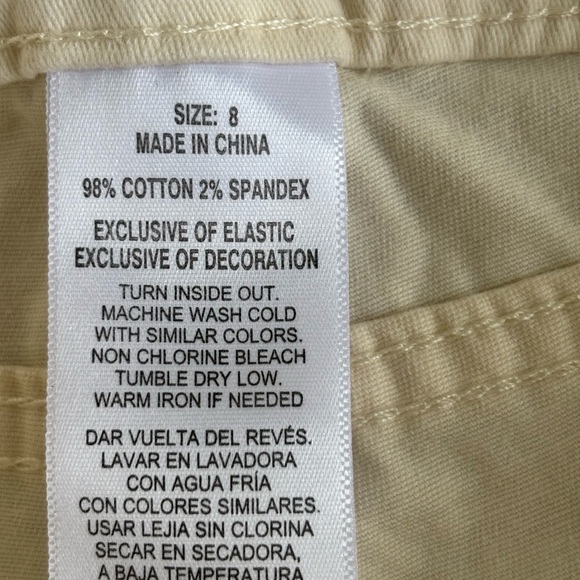 SIZE: 8
MADE IN CHINA
98% COTTON 2% SPANDEX
EXCLUSIVE OF ELASTIC
EXCLUSIVE OF DECORATION
TURN INSIDE OUT.
MACHINE WASH COLD
WITH SIMILAR COLORS.
NON CHLORINE BLEACH
TUMBLE DRY LOW.
WARM IRON IF NEEDED
DAR VUELTA DEL REVÉS.
LAVAR EN LAVADORA
CON AGUA FRÍA
CON COLORES SIMILARES.
USAR LEJIA SIN CLORINA
SECAR EN SECADORA,
A BAJA TEMPERATURA